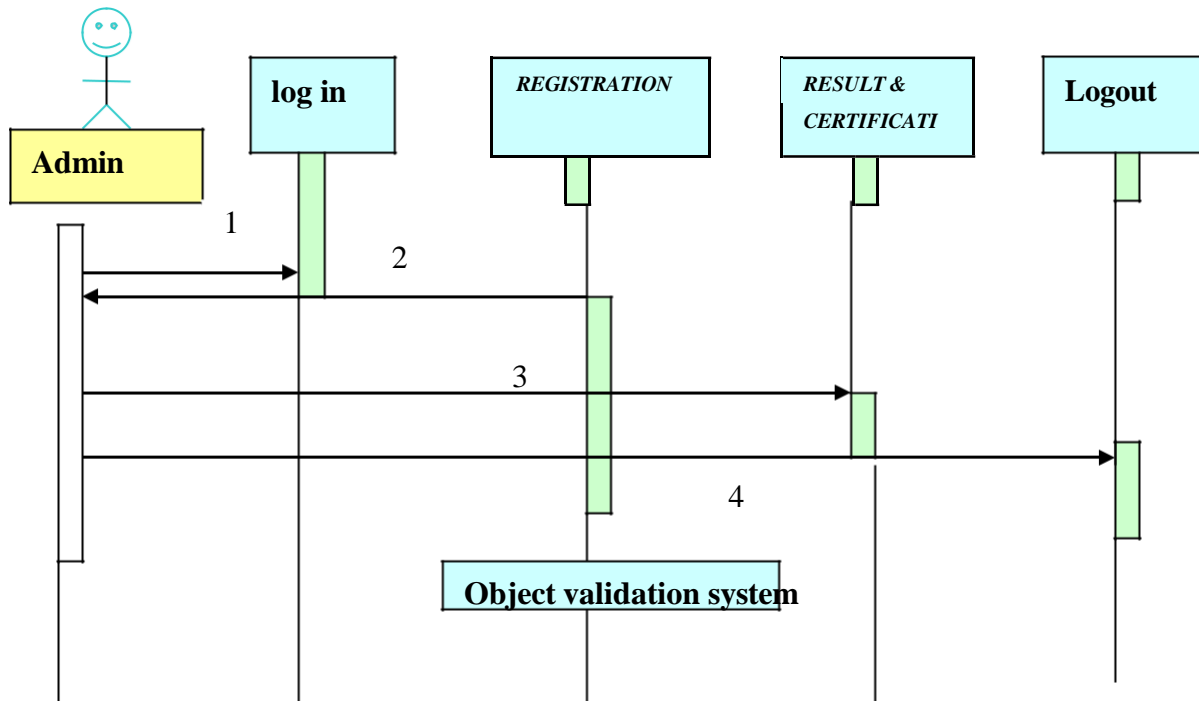 log in
REGISTRATION
RESULT &
CERTIFICATI
Logout
Admin
1
2
3
4
Object validation system